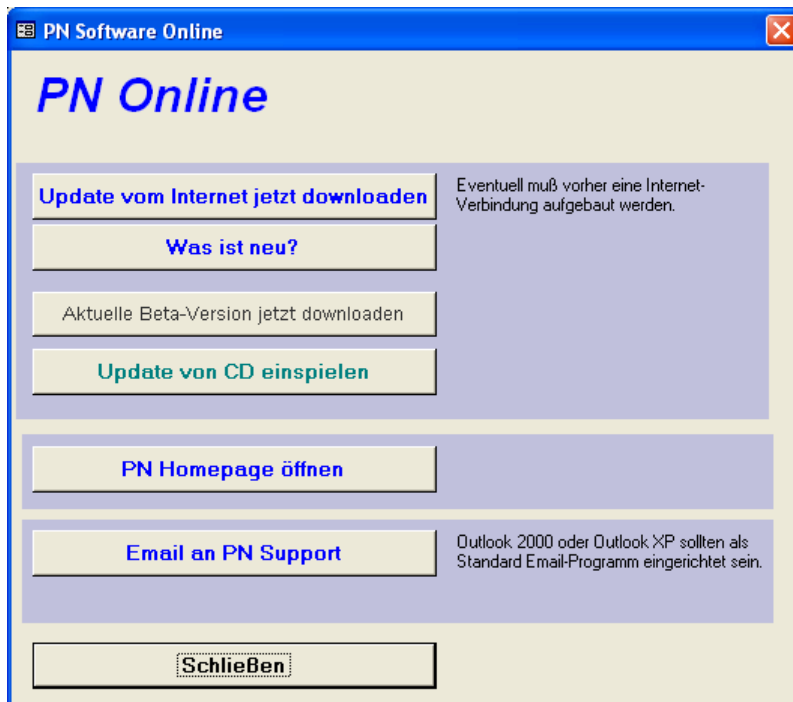 PN Software Online
PN Online
Update vom Internet jetzt downloaden
Eventuell muß vorher eine Internet-
Verbindung aufgebaut werden.
Was ist neu?
Aktuelle Beta-Version jetzt downloaden
Update von CD einspielen
PN Homepage öffnen
Email an PN Support
Outlook 2000 oder Outlook XP sollten als
Standard Email-Programm eingerichtet sein.
Schließen